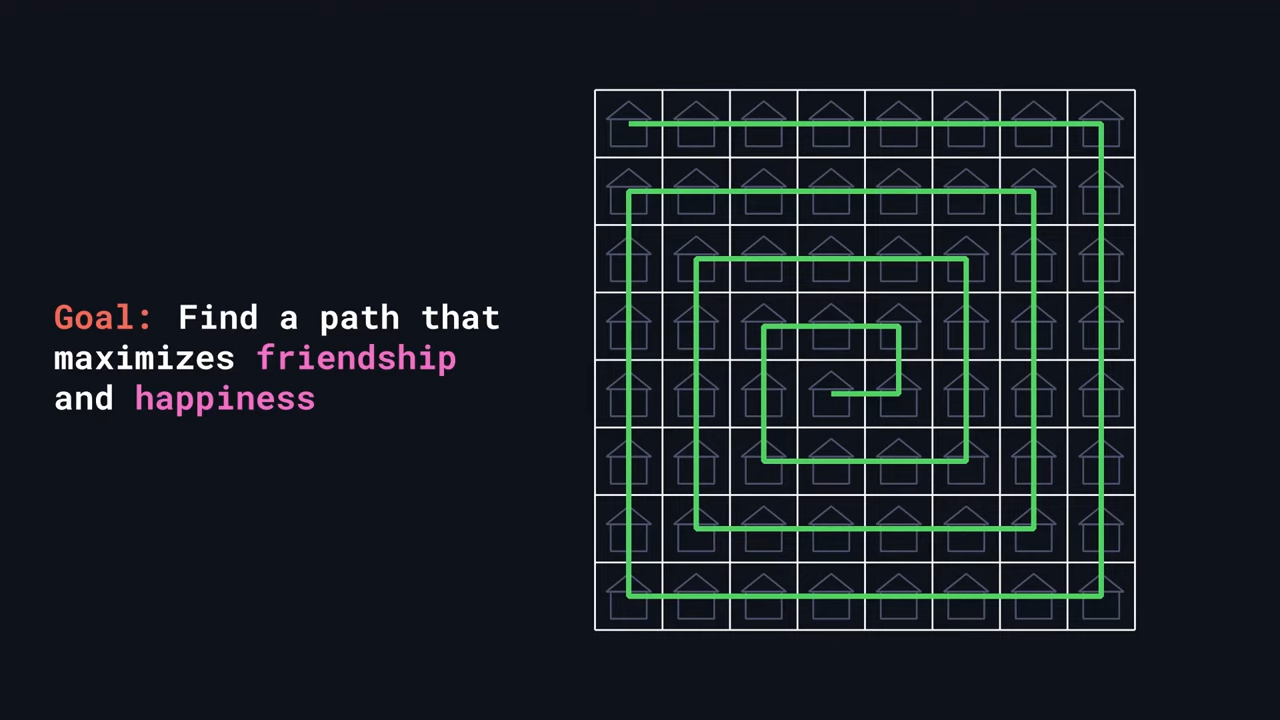 Goal: Find a path that
maximizes friendship
and happiness